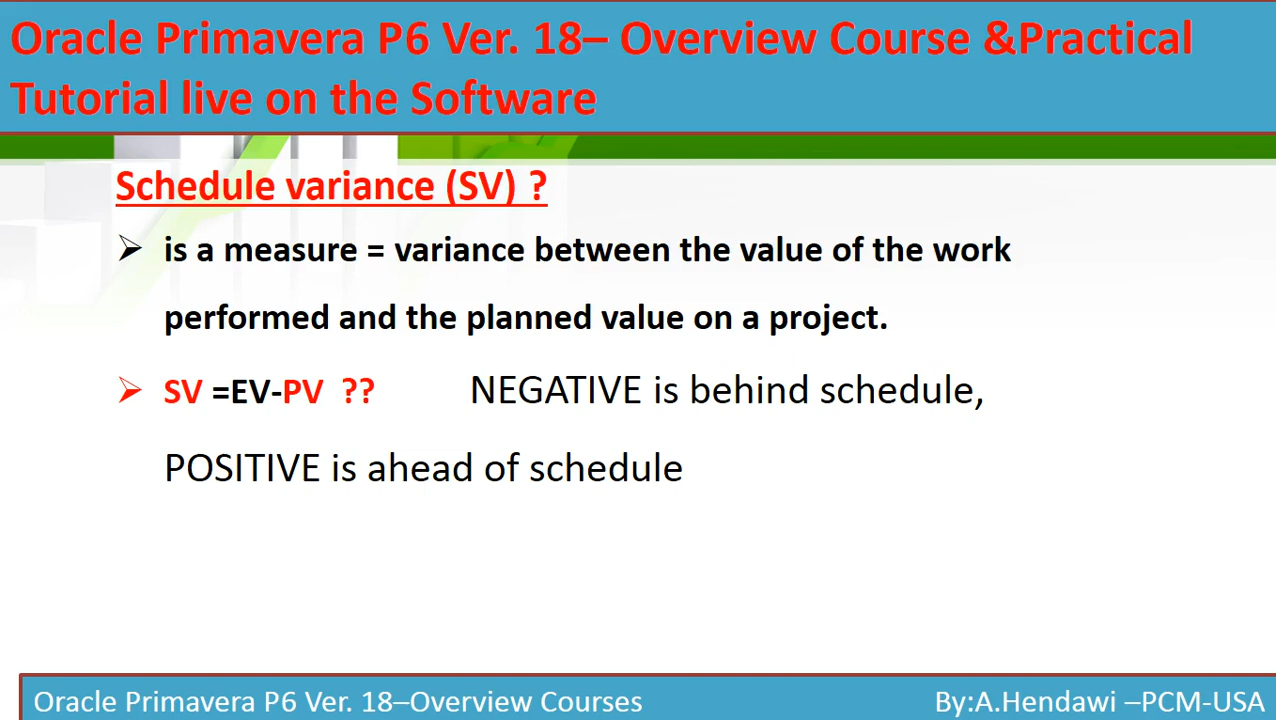 Oracle Primavera P6 Ver. 18– Overview Course &Practical
Tutorial live on the Software
Schedule variance (SV) ?
➢ is a measure = variance between the value of the work
performed and the planned value on a project.
➢ SV =EV-PV ?? NEGATIVE is behind schedule,
POSITIVE is ahead of schedule
Oracle Primavera P6 Ver. 18–Overview Courses By:A.Hendawi –PCM-USA